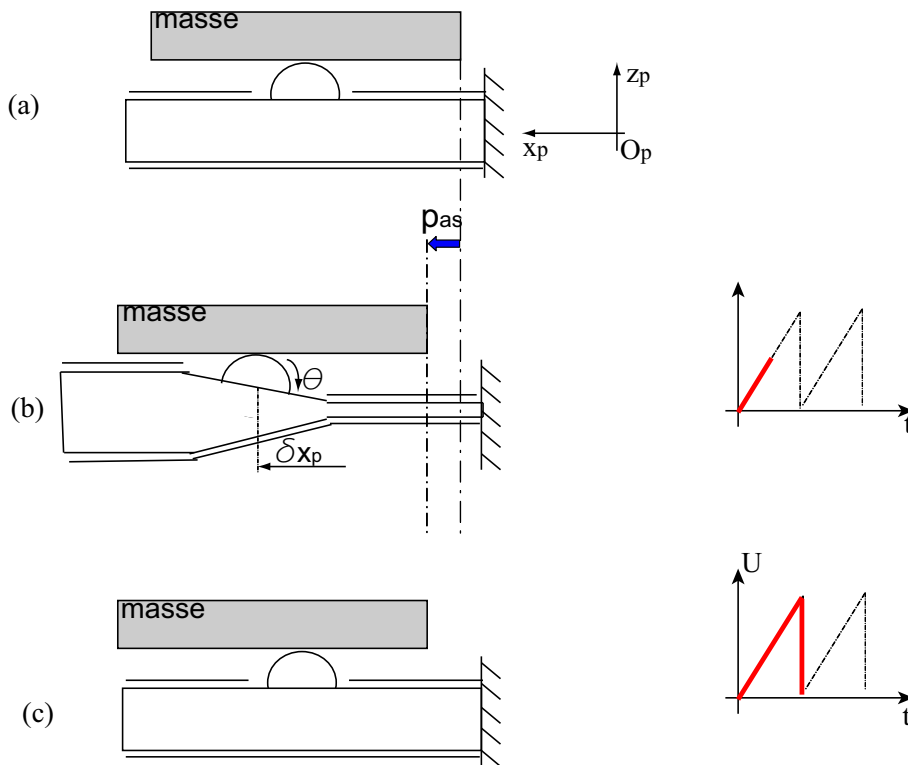 masse
(a)
zp
xp
Op
pas
masse
θ
(b)
δxp
t
U
masse
(c)
t